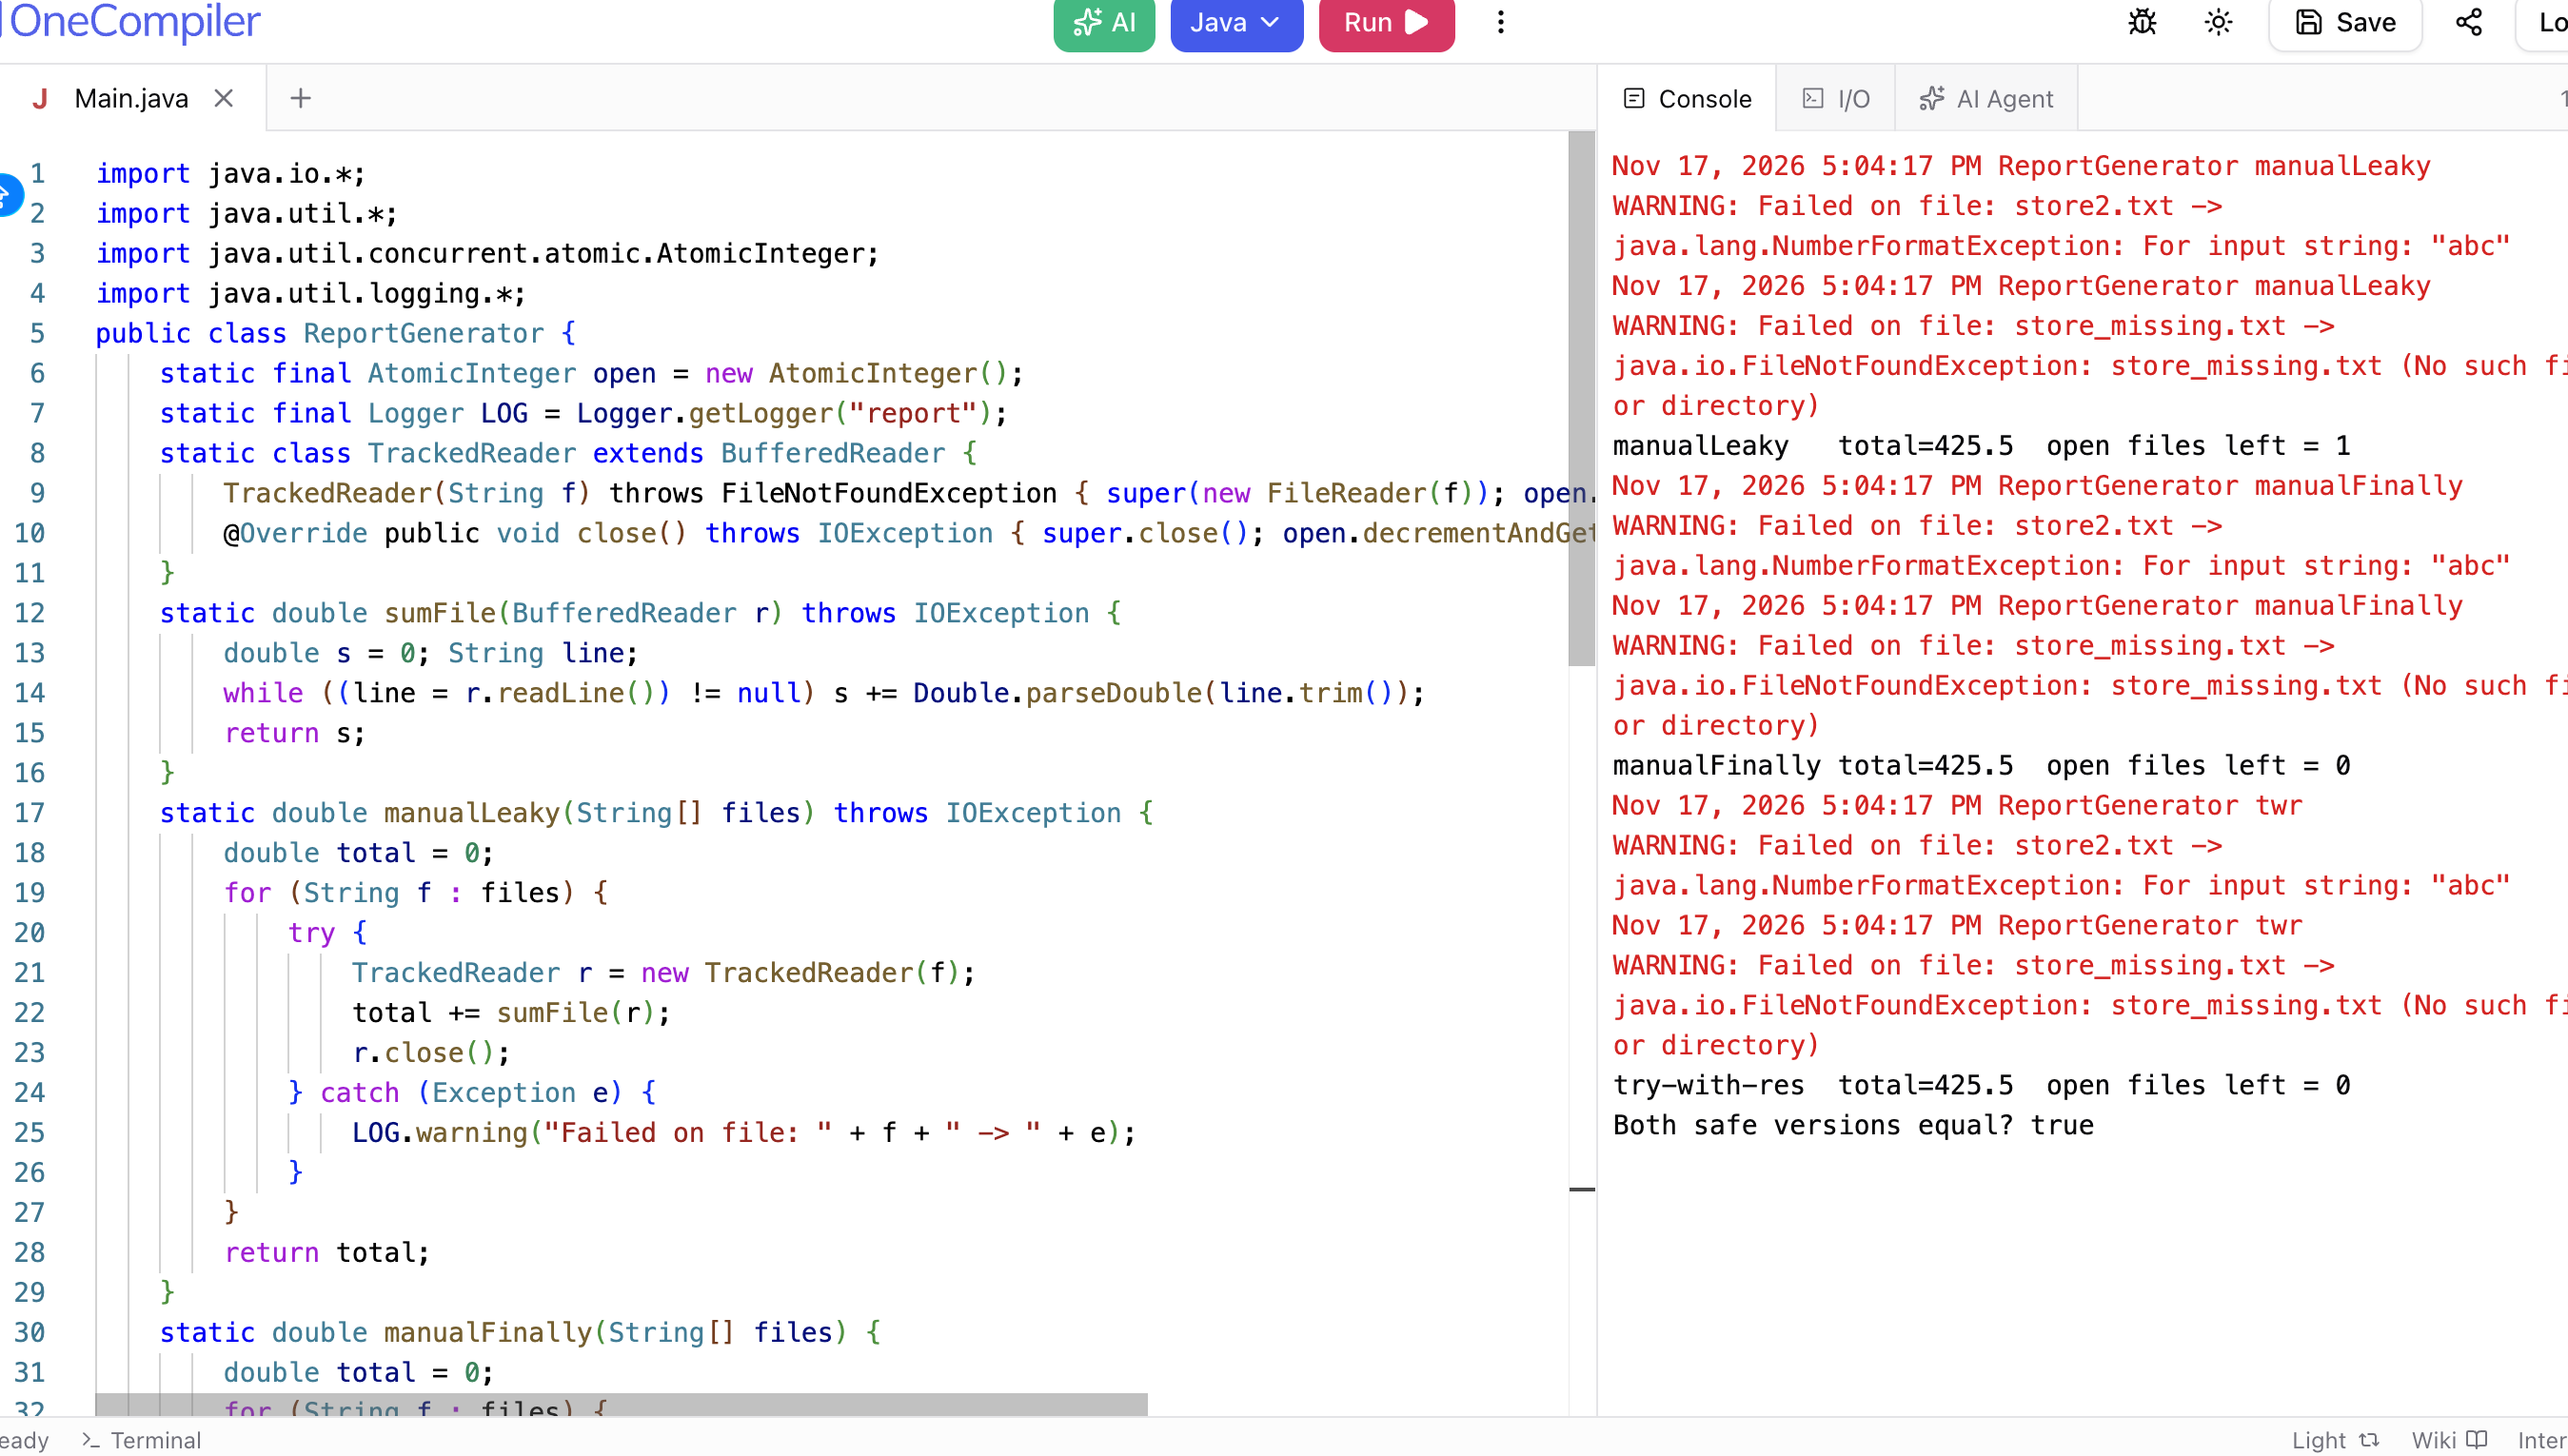 OneCompiler
AI
Java
Run
Save
Main.java
Console
I/O
AI Agent
1 import java.io.*;
2 import java.util.*;
3 import java.util.concurrent.atomic.AtomicInteger;
4 import java.util.logging.*;
5 public class ReportGenerator {
6 static final AtomicInteger open = new AtomicInteger();
7 static final Logger LOG = Logger.getLogger("report");
8 static class TrackedReader extends BufferedReader {
9 TrackedReader(String f) throws FileNotFoundException { super(new FileReader(f)); open.
10 @Override public void close() throws IOException { super.close(); open.decrementAndGet
11 }
12 static double sumFile(BufferedReader r) throws IOException {
13 double s = 0; String line;
14 while ((line = r.readLine()) != null) s += Double.parseDouble(line.trim());
15 return s;
16 }
17 static double manualLeaky(String[] files) throws IOException {
18 double total = 0;
19 for (String f : files) {
20 try {
21 TrackedReader r = new TrackedReader(f);
22 total += sumFile(r);
23 r.close();
24 } catch (Exception e) {
25 LOG.warning("Failed on file: " + f + " -> " + e);
26 }
27 }
28 return total;
29 }
30 static double manualFinally(String[] files) {
31 double total = 0;
32 for (String f : files) {
Nov 17, 2026 5:04:17 PM ReportGenerator manualLeaky
WARNING: Failed on file: store2.txt ->
java.lang.NumberFormatException: For input string: "abc"
Nov 17, 2026 5:04:17 PM ReportGenerator manualLeaky
WARNING: Failed on file: store_missing.txt ->
java.io.FileNotFoundException: store_missing.txt (No such fi
or directory)
manualLeaky   total=425.5  open files left = 1
Nov 17, 2026 5:04:17 PM ReportGenerator manualFinally
WARNING: Failed on file: store2.txt ->
java.lang.NumberFormatException: For input string: "abc"
Nov 17, 2026 5:04:17 PM ReportGenerator manualFinally
WARNING: Failed on file: store_missing.txt ->
java.io.FileNotFoundException: store_missing.txt (No such fi
or directory)
manualFinally total=425.5  open files left = 0
Nov 17, 2026 5:04:17 PM ReportGenerator twr
WARNING: Failed on file: store2.txt ->
java.lang.NumberFormatException: For input string: "abc"
Nov 17, 2026 5:04:17 PM ReportGenerator twr
WARNING: Failed on file: store_missing.txt ->
java.io.FileNotFoundException: store_missing.txt (No such fi
or directory)
try-with-res  total=425.5  open files left = 0
Both safe versions equal? true
eady
Terminal
Light
Wiki
Inter